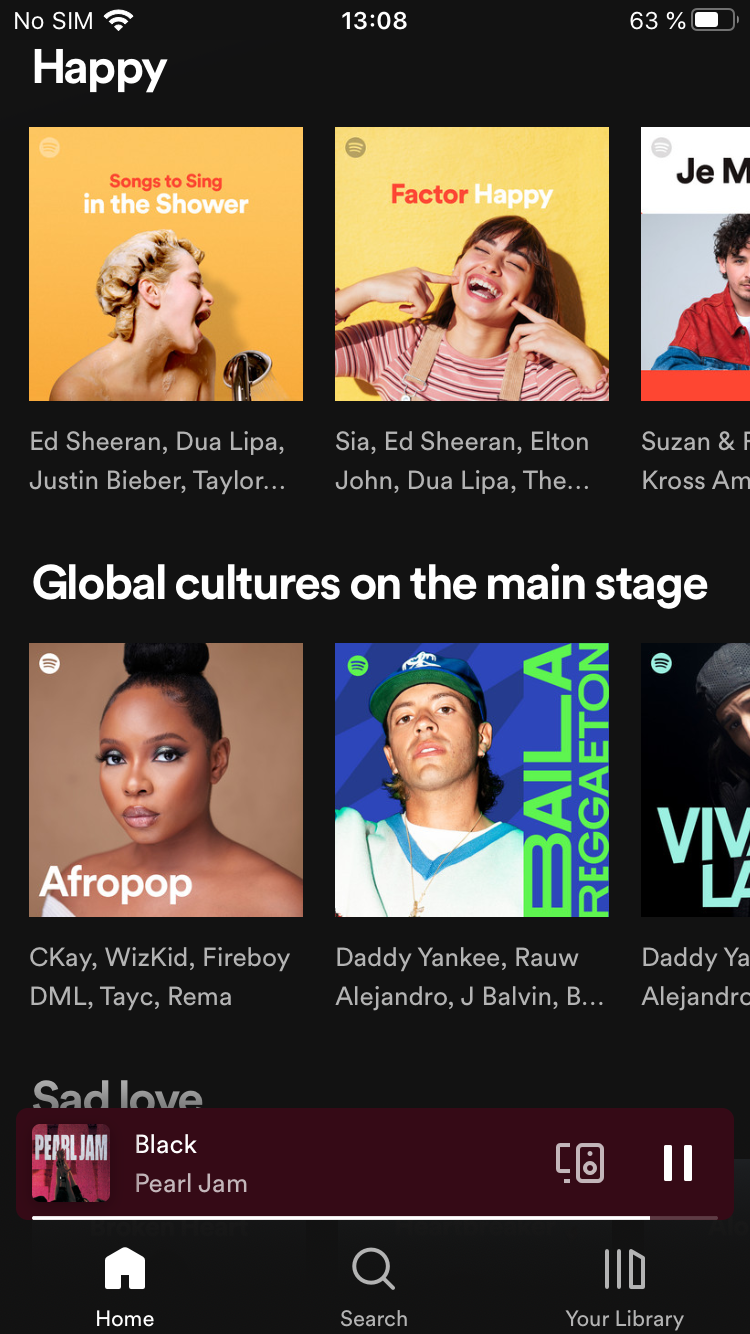 No SIM 13:08 63 %
Happy
Songs to Sing
in the Shower
Factor Happy
Je M
Ed Sheeran, Dua Lipa,
Justin Bieber, Taylor...
Sia, Ed Sheeran, Elton
John, Dua Lipa, The...
Suzan & F
Kross Am
Global cultures on the main stage
Afropop
BAILA
REGGAETON
VIVA
LA
CKay, WizKid, Fireboy
DML, Tayc, Rema
Daddy Yankee, Rauw
Alejandro, J Balvin, B...
Daddy Ya
Alejandro
Sad love
PEARL JAM
Black
Pearl Jam
Home
Search
Your Library